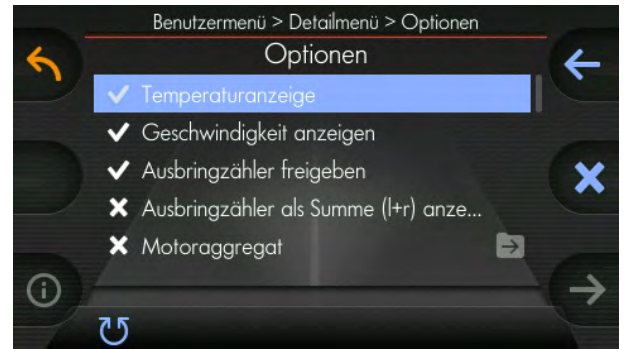 Benutzermenü > Detailmenü > Optionen
Optionen
Temperaturanzeige
Geschwindigkeit anzeigen
Ausbringzähler freigeben
Ausbringzähler als Summe (l+r) anze...
Motoraggregat